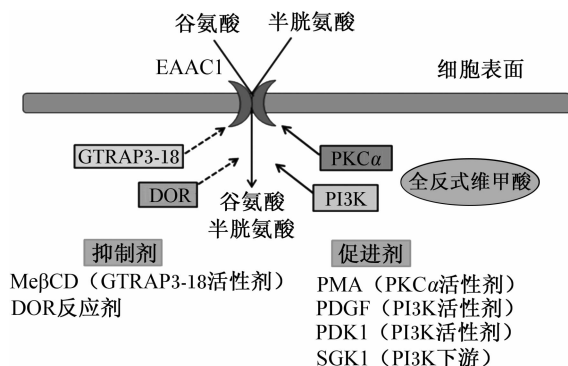 谷氨酸 半胱氨酸
EAAC1
细胞表面
GTRAP3-18
PKCα
全反式维甲酸
DOR
PI3K
谷氨酸
半胱氨酸
抑制剂
促进剂
MeβCD（GTRAP3-18活性剂）
DOR反应剂
PMA（PKCα活性剂）
PDGF（PI3K活性剂）
PDK1（PI3K活性剂）
SGK1（PI3K下游）